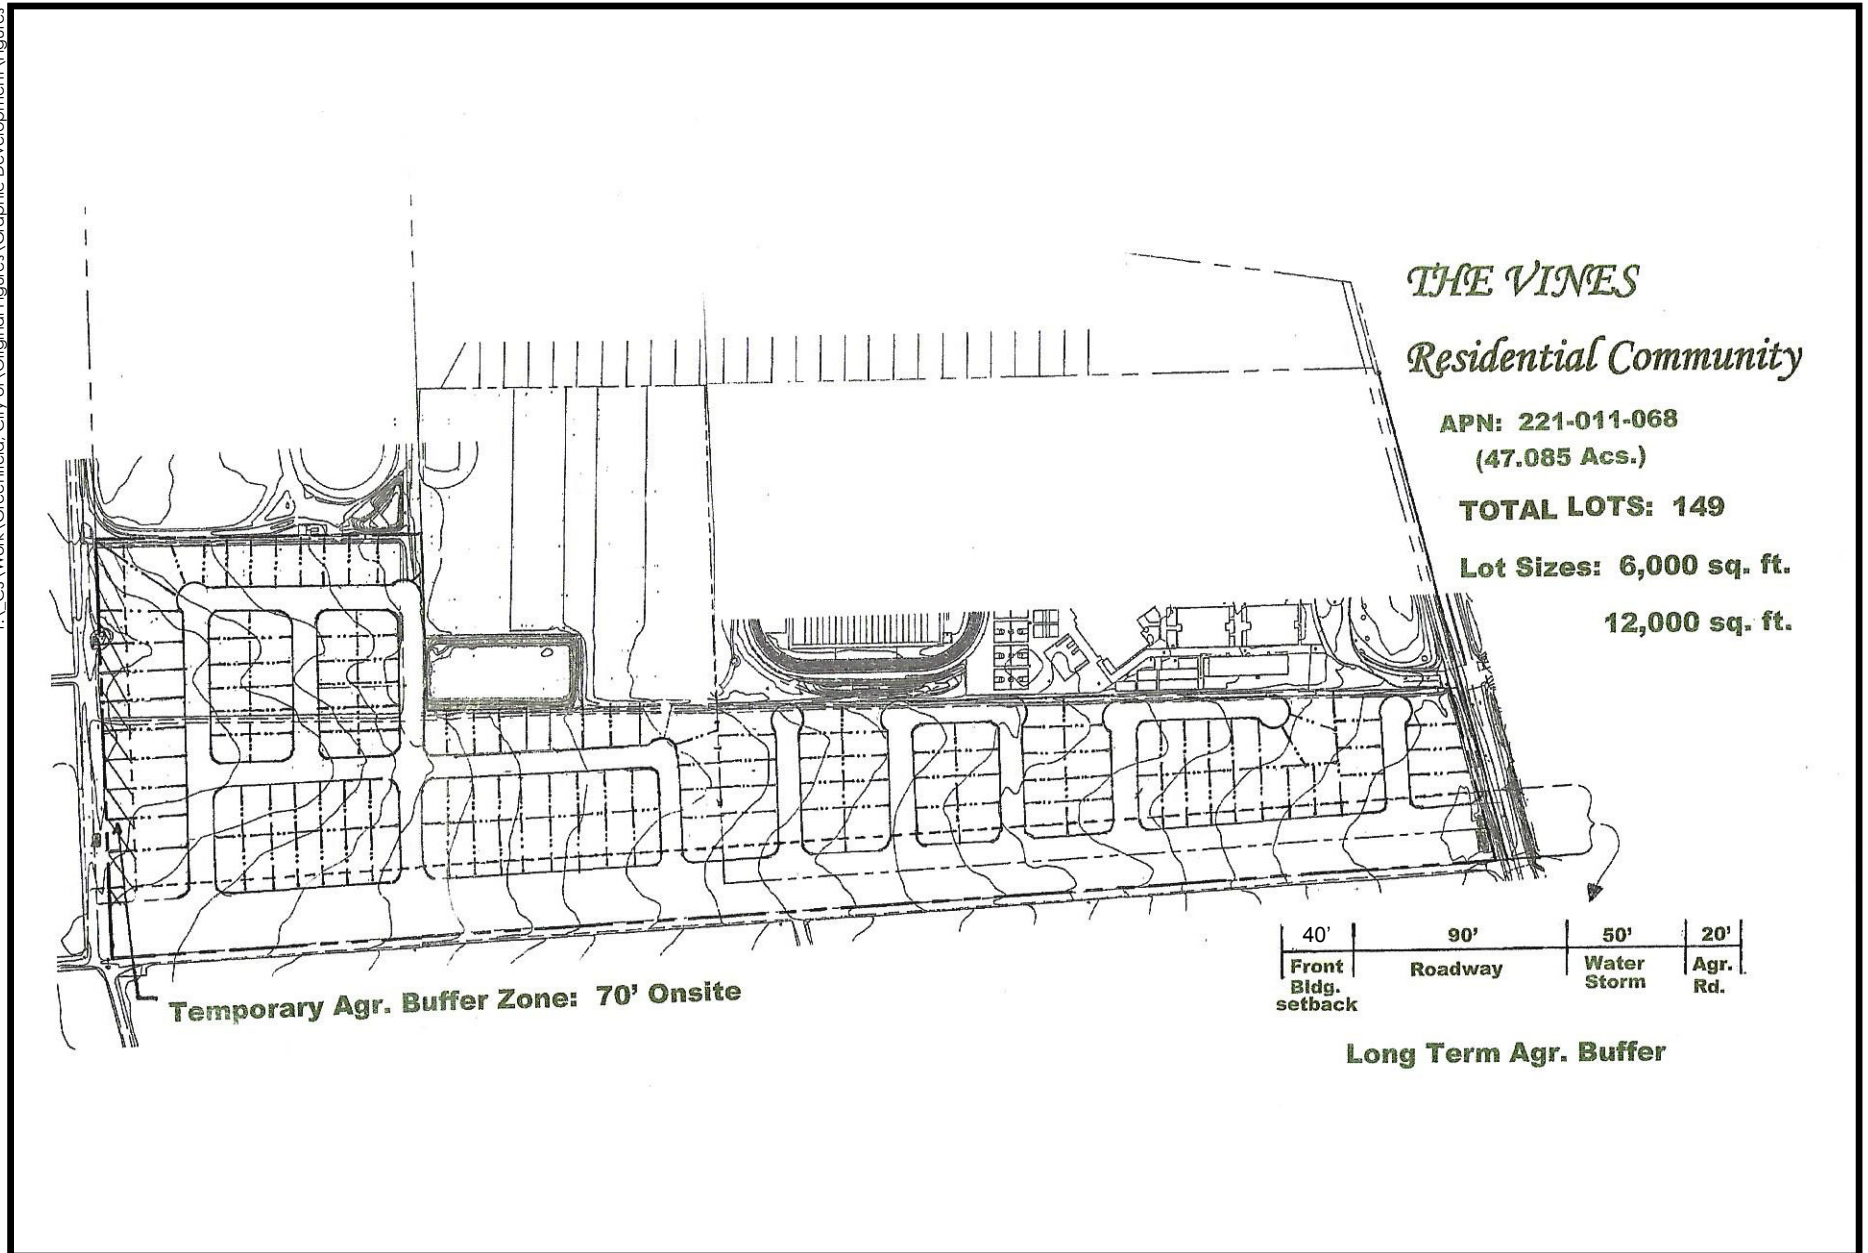 THE VINES
Residential Community
APN: 221-011-068
(47.085 Acs.)
TOTAL LOTS: 149
Lot Sizes: 6,000 sq. ft.
12,000 sq. ft.
40' 90' 50' 20'
Front Bldg. setback
Roadway
Water Storm
Agr. Rd.
Long Term Agr. Buffer
Temporary Agr. Buffer Zone: 70' Onsite